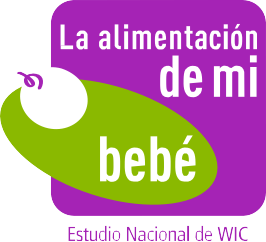 La alimentación
de mi
bebé
Estudio Nacional de WIC